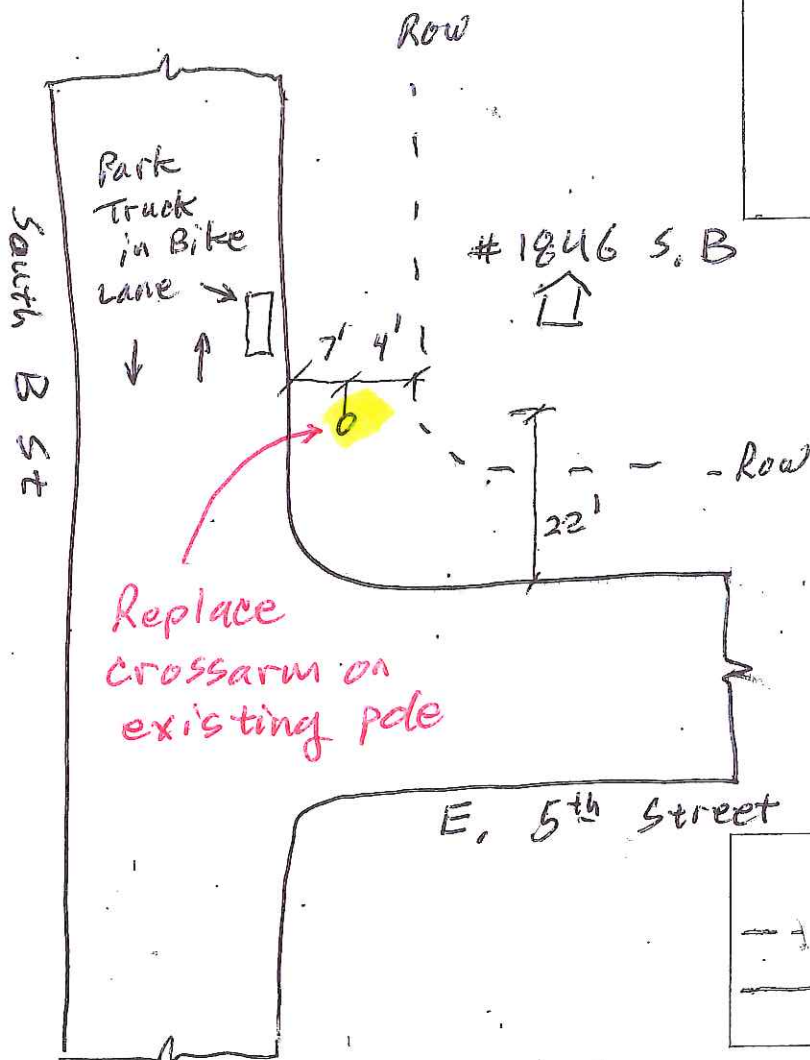 Row
Park
Truck
in Bike
Lane
# 1846 S. B
South B St
7' 4'
Row
22'
Replace
crossarm on
existing pole
E. 5th Street